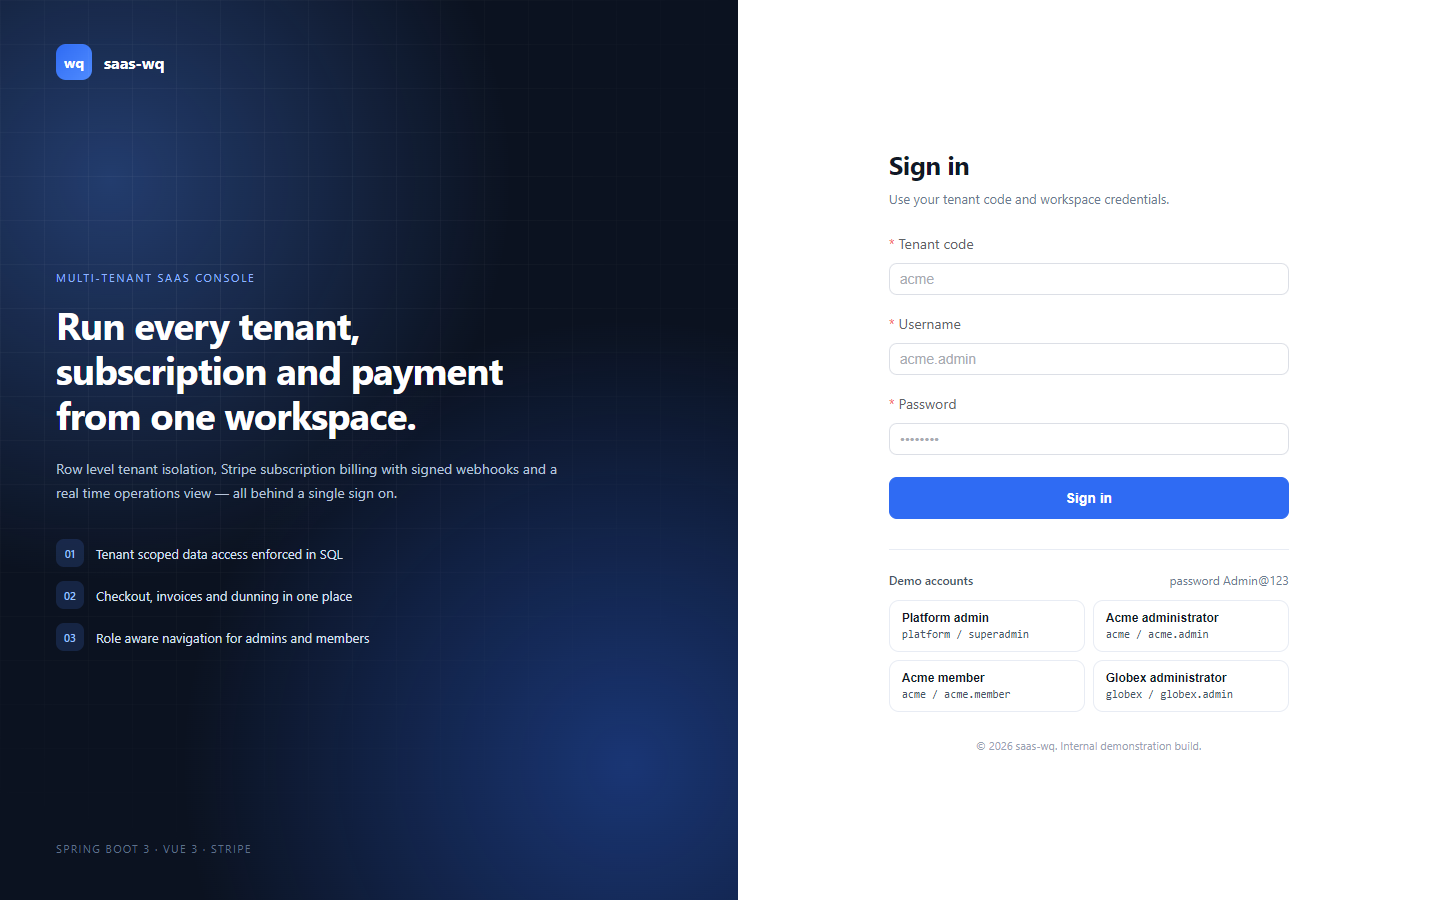 wq saas-wq
MULTI-TENANT SAAS CONSOLE
Run every tenant,
subscription and payment
from one workspace.
Row level tenant isolation, Stripe subscription billing with signed webhooks and a
real time operations view — all behind a single sign on.
01 Tenant scoped data access enforced in SQL
02 Checkout, invoices and dunning in one place
03 Role aware navigation for admins and members
SPRING BOOT 3 · VUE 3 · STRIPE
Sign in
Use your tenant code and workspace credentials.
* Tenant code
acme
* Username
acme.admin
* Password
••••••••
Sign in
Demo accounts password Admin@123
Platform admin
platform / superadmin
Acme administrator
acme / acme.admin
Acme member
acme / acme.member
Globex administrator
globex / globex.admin
© 2026 saas-wq. Internal demonstration build.